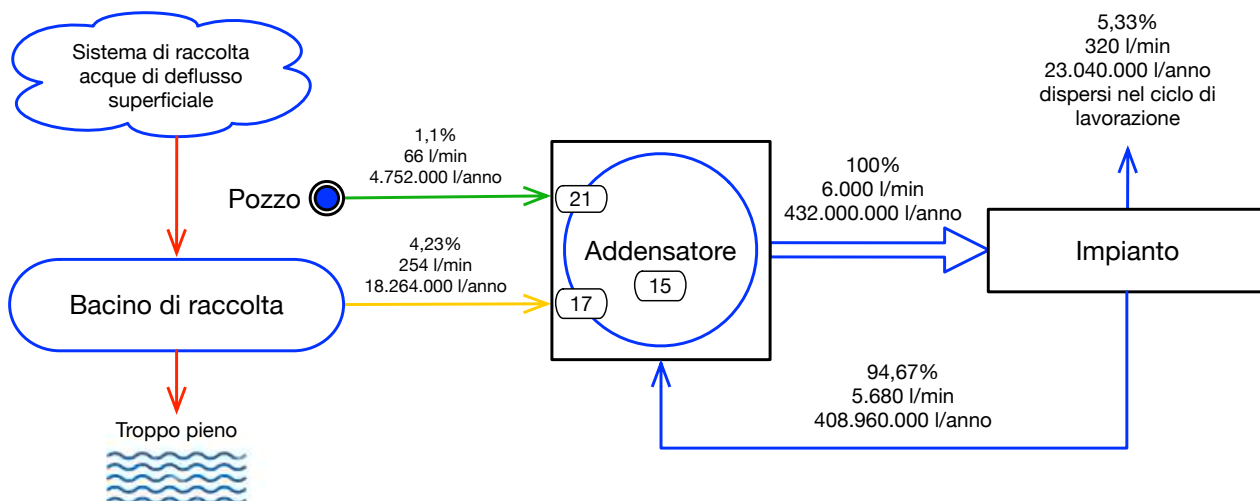 Sistema di raccolta
acque di deflusso
superficiale
5,33%
320 l/min
23.040.000 l/anno
dispersi nel ciclo di
lavorazione
1,1%
66 l/min
4.752.000 l/anno
Pozzo
21
100%
6.000 l/min
432.000.000 l/anno
Addensatore
15
Impianto
4,23%
254 l/min
18.264.000 l/anno
Bacino di raccolta
17
94,67%
5.680 l/min
408.960.000 l/anno
Troppo pieno